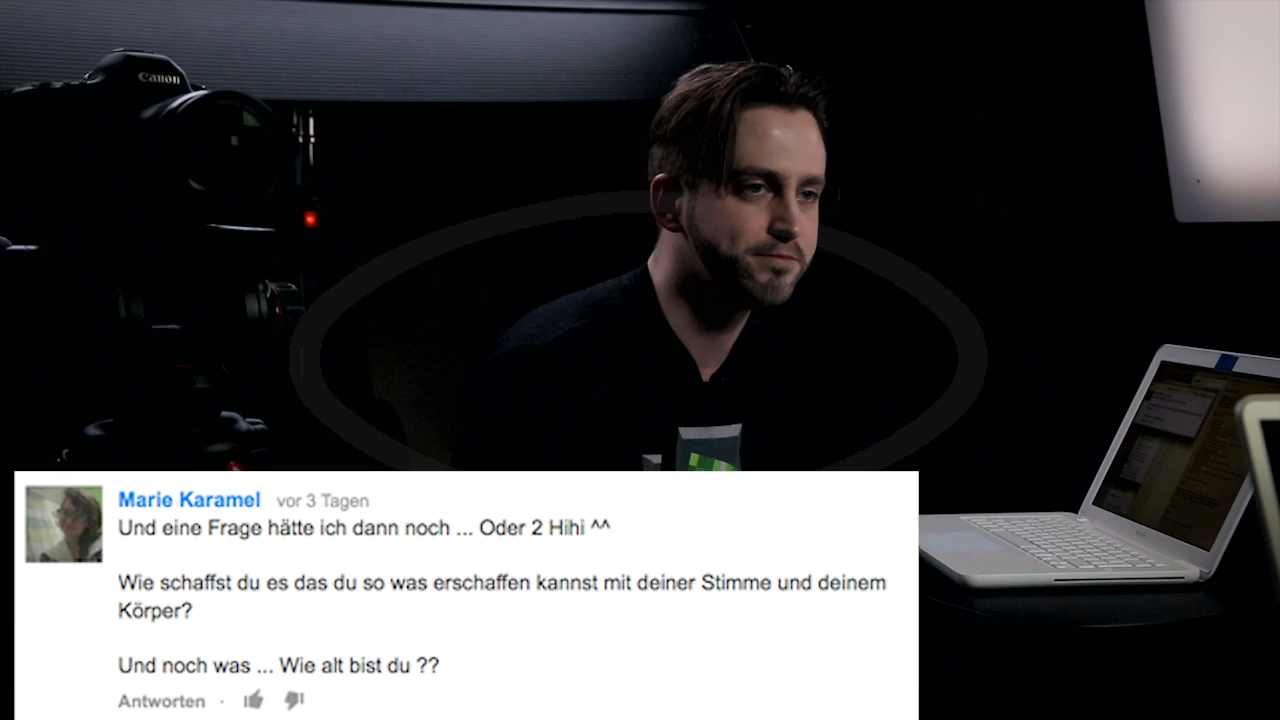 Canon
Marie Karamel vor 3 Tagen
Und eine Frage hätte ich dann noch ... Oder 2 Hihi ^^
Wie schaffst du es das du so was erschaffen kannst mit deiner Stimme und deinem
Körper?
Und noch was ... Wie alt bist du ??
Antworten ·